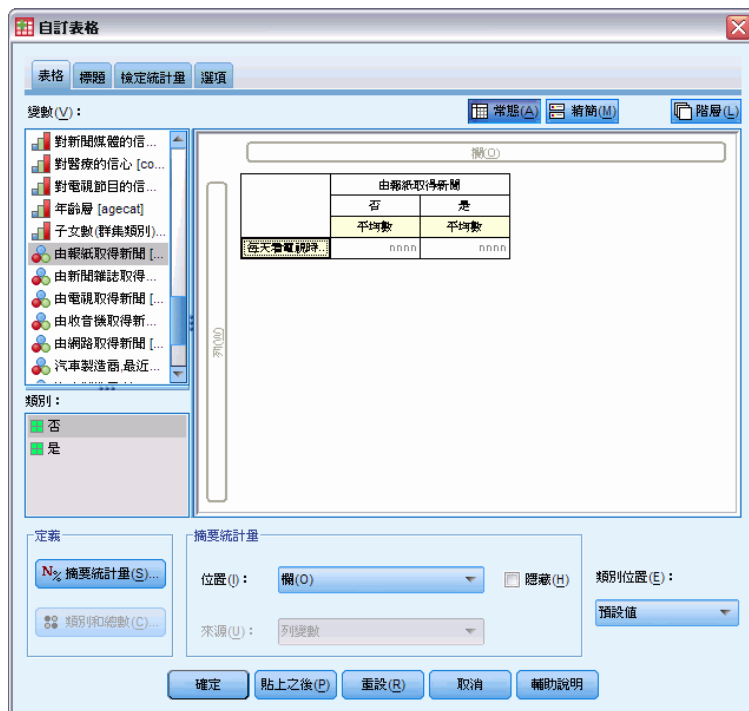 自訂表格
表格 標題 檢定統計量 選項
變數(V)：
常態(A) 精簡(M) 階層(L)
對新聞媒體的信...
對醫療的信心 [co...
對電視節目的信...
年齡層 [agecat]
子女數(群集類別)...
由報紙取得新聞 [...
由新聞雜誌取得...
由電視取得新聞 [...
由收音機取得新...
由網路取得新聞 [...
汽車製造商,最近...
欄(O)
列(W)
由報紙取得新聞
否 是
平均數 平均數
每天看電視時... nnnn nnnn
類別：
否
是
定義
N% 摘要統計量(S)...
類別和總數(C)...
摘要統計量
位置(I)： 欄(O) 隱藏(H)
來源(U)： 列變數
類別位置(E)：
預設值
確定 貼上之後(P) 重設(R) 取消 輔助說明